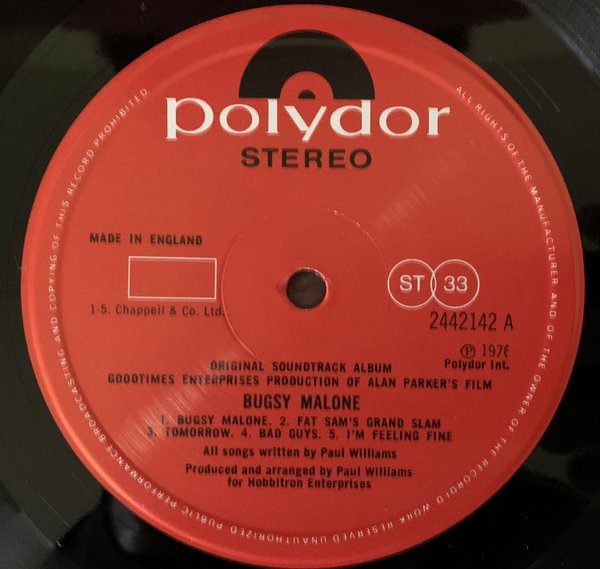 polydor
STEREO
MADE IN ENGLAND
1-5. Chappell & Co. Ltd.
ST 33
2442142 A
ORIGINAL SOUNDTRACK ALBUM
GOODTIMES ENTERPRISES PRODUCTION OF ALAN PARKER'S FILM
BUGSY MALONE
1. BUGSY MALONE. 2. FAT SAM'S GRAND SLAM
3. TOMORROW. 4. BAD GUYS. 5. I'M FEELING FINE
All songs written by Paul Williams
Produced and arranged by Paul Williams
for Hobbitron Enterprises
Ⓟ 1976
Polydor Int.
ALL RIGHTS OF THE MANUFACTURER AND OF THE OWNER OF THE RECORDED WORK RESERVED UNAUTHORIZED PUBLIC PERFORMANCE BROADCASTING AND COPYING OF THIS RECORD PROHIBITED.